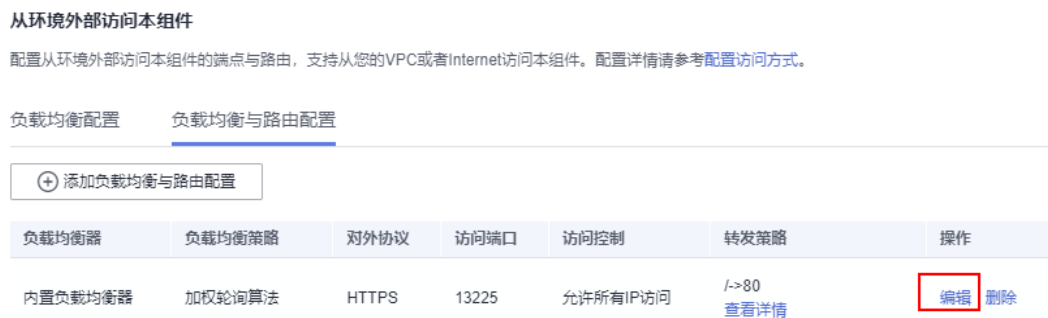 从环境外部访问本组件
配置从环境外部访问本组件的端点与路由，支持从您的VPC或者Internet访问本组件。配置详情请参考配置访问方式。
负载均衡配置 负载均衡与路由配置
添加负载均衡与路由配置
负载均衡器 负载均衡策略 对外协议 访问端口 访问控制 转发策略 操作
内置负载均衡器 加权轮询算法 HTTPS 13225 允许所有IP访问 /->80 编辑 删除
查看详情